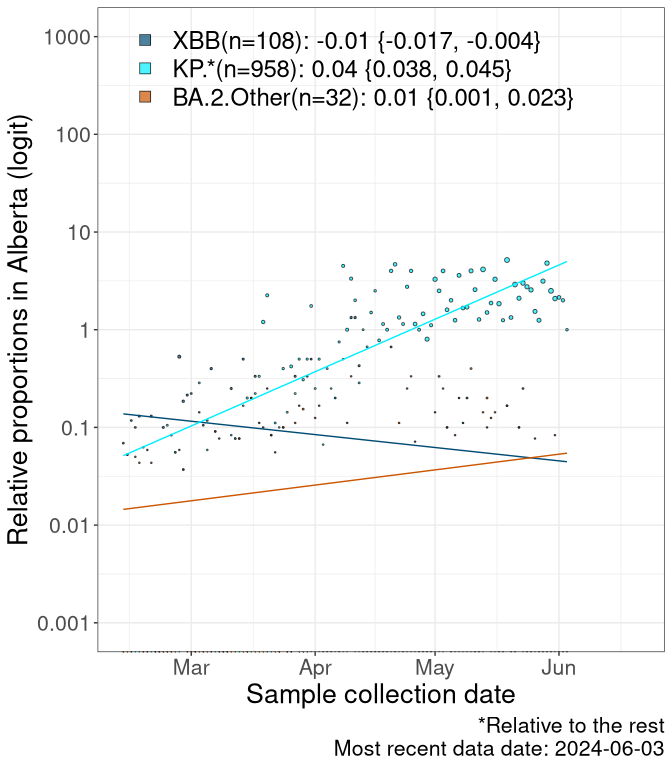 XBB(n=108): -0.01 {-0.017, -0.004}
KP.*(n=958): 0.04 {0.038, 0.045}
BA.2.Other(n=32): 0.01 {0.001, 0.023}
Relative proportions in Alberta (logit)
1000
100
10
1
0.1
0.01
0.001
Mar Apr May Jun
Sample collection date
*Relative to the rest
Most recent data date: 2024-06-03